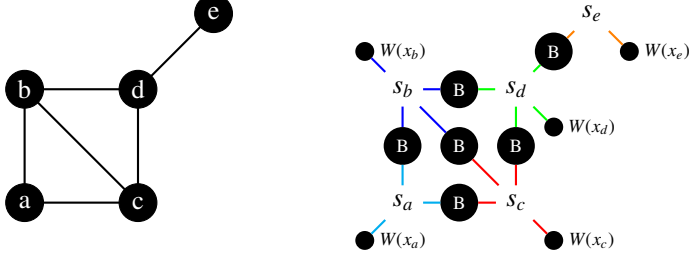 e
b
d
a
c
s_e
W(x_b)
B
W(x_e)
s_b
B
s_d
W(x_d)
B
B
B
s_a
B
s_c
W(x_a)
W(x_c)